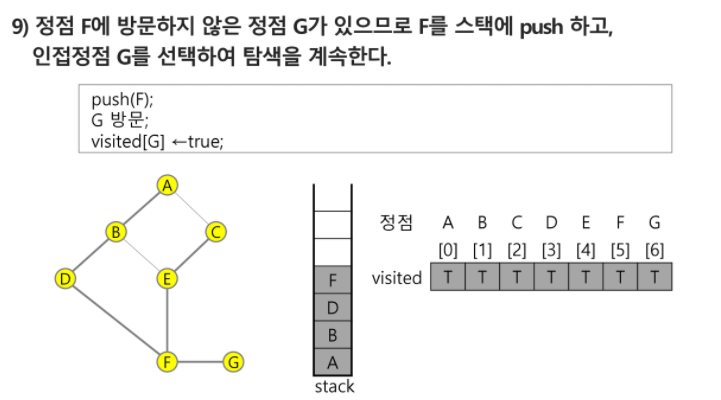 9) 정점 F에 방문하지 않은 정점 G가 있으므로 F를 스택에 push 하고,
인접정점 G를 선택하여 탐색을 계속한다.
push(F);
G 방문;
visited[G] ←true;
A
B
C
D
E
F
G
F
D
B
A
stack
정점 A B C D E F G
[0] [1] [2] [3] [4] [5] [6]
visited T T T T T T T